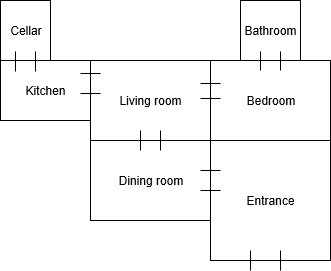 Cellar
Bathroom
Kitchen
Living room
Bedroom
Dining room
Entrance